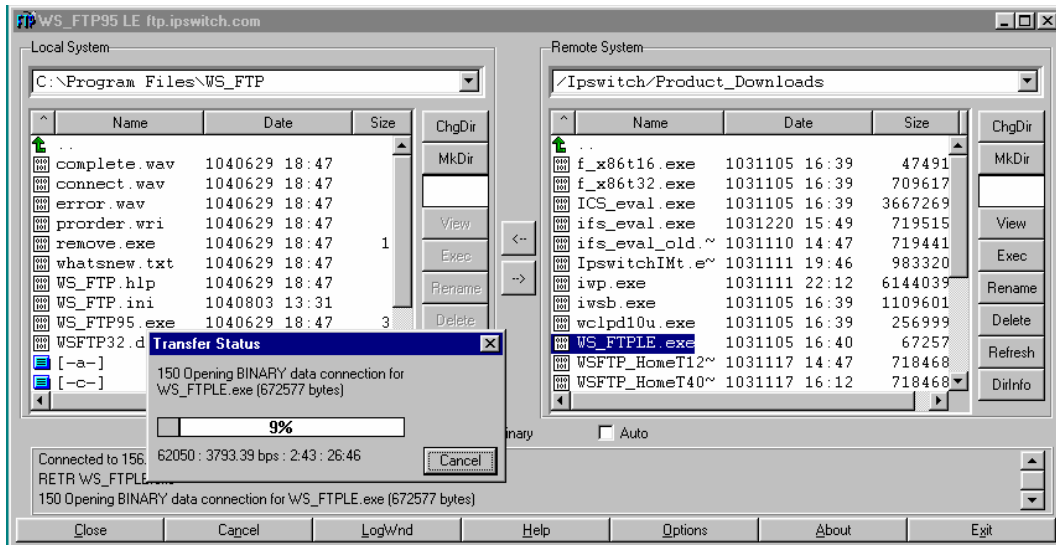 WS_FTP95 LE ftp.ipswitch.com
Local System
C:\Program Files\WS_FTP
^ Name Date Size
..
complete.wav 1040629 18:47
connect.wav 1040629 18:47
error.wav 1040629 18:47
prorder.wri 1040629 18:47
remove.exe 1040629 18:47 1
whatsnew.txt 1040629 18:47
WS_FTP.hlp 1040629 18:47
WS_FTP.ini 1040803 13:31
WS_FTP95.exe 1040629 18:47 3
WSFTP32.d
[-a-]
[-c-]
ChgDir
MkDir
View
Exec
Rename
Delete
<--
-->
Remote System
/Ipswitch/Product_Downloads
^ Name Date Size
..
f_x86t16.exe 1031105 16:39 47491
f_x86t32.exe 1031105 16:39 709617
ICS_eval.exe 1031105 16:39 3667269
ifs_eval.exe 1031220 15:49 719515
ifs_eval_old.~ 1031110 14:47 719441
IpswitchIMt.e~ 1031111 19:46 983320
iwp.exe 1031111 22:12 6144039
iwsb.exe 1031105 16:39 1109601
wclpd10u.exe 1031105 16:39 256999
WS_FTPLE.exe 1031105 16:40 67257
WSFTP_HomeT12~ 1031117 14:47 718468
WSFTP_HomeT40~ 1031117 16:12 718468
ChgDir
MkDir
View
Exec
Rename
Delete
Refresh
DirInfo
Transfer Status
150 Opening BINARY data connection for
WS_FTPLE.exe (672577 bytes)
9%
62050 : 3793.39 bps : 2:43 : 26:46
Cancel
inary Auto
Connected to 156.
RETR WS_FTPLE.exe
150 Opening BINARY data connection for WS_FTPLE.exe (672577 bytes)
Close Cancel LogWnd Help Options About Exit